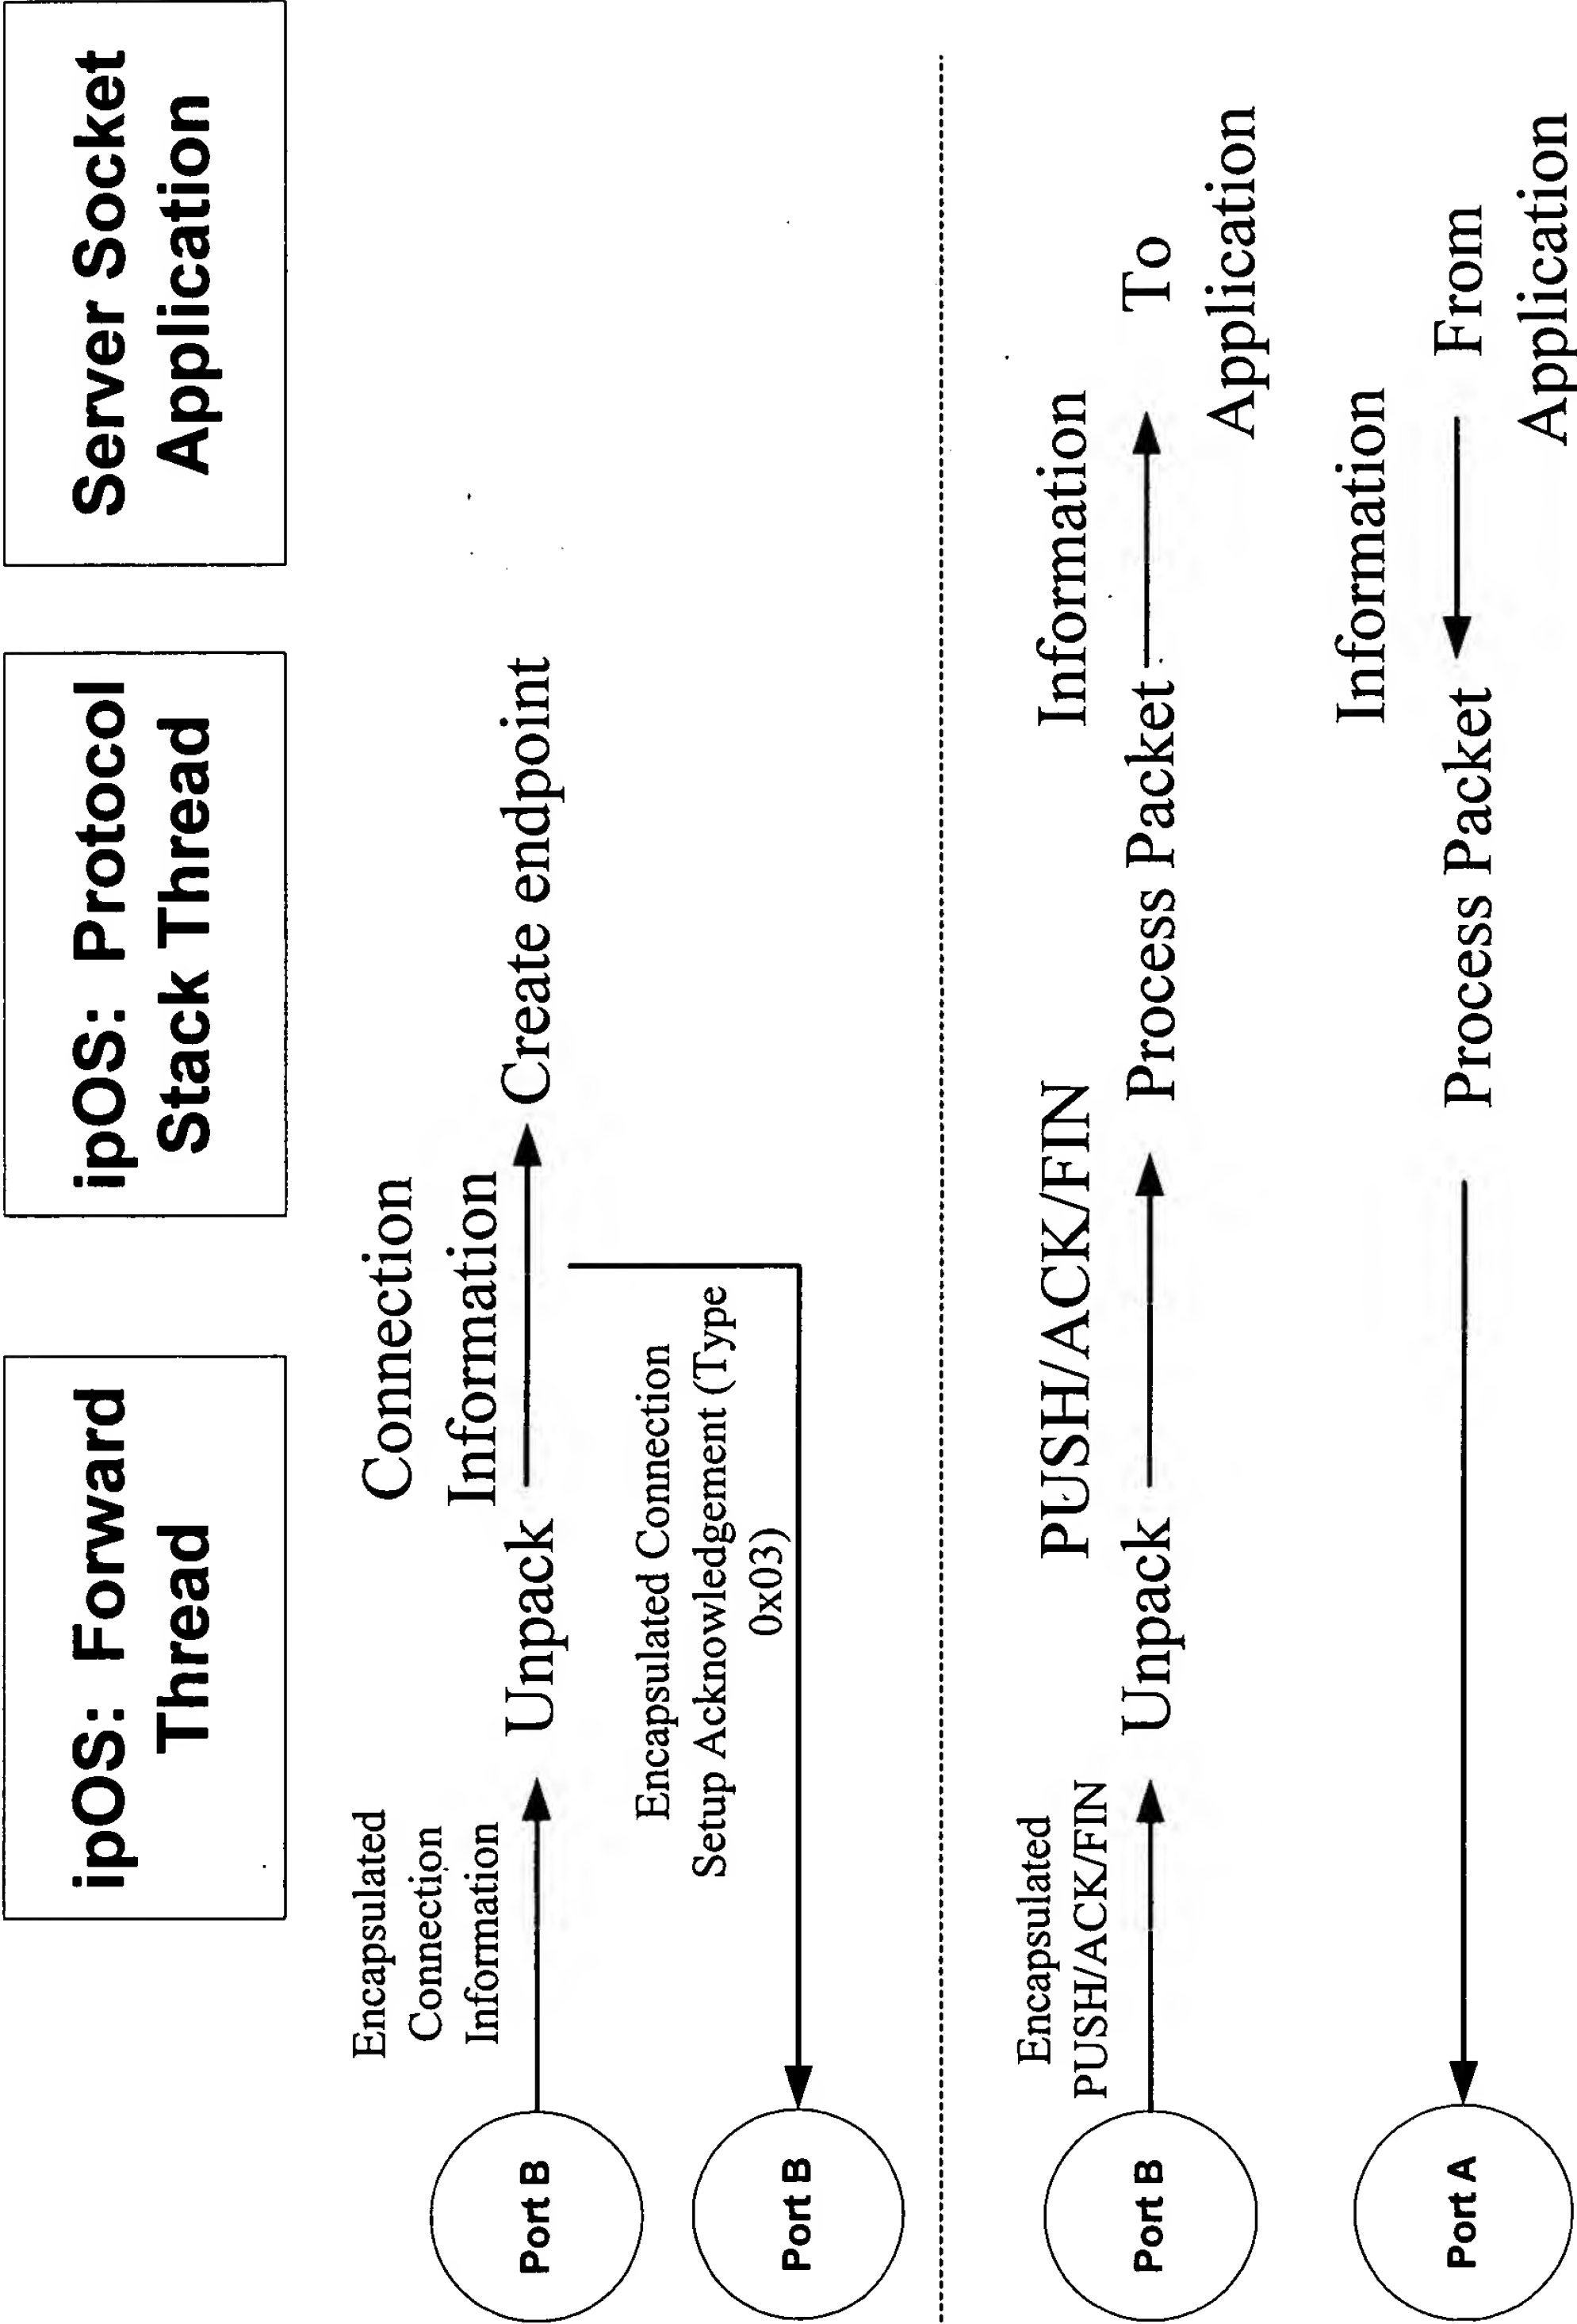 ipOS: Forward
Thread
ipOS: Protocol
Stack Thread
Server Socket
Application
Encapsulated
Connection
Information
Connection
Information
Port B
Unpack
Create endpoint
Encapsulated Connection
Setup Acknowledgement (Type
0x03)
Port B
Encapsulated
PUSH/ACK/FIN
PUSH/ACK/FIN
Information
Port B
Unpack
Process Packet
To
Application
Information
Port A
Process Packet
From
Application